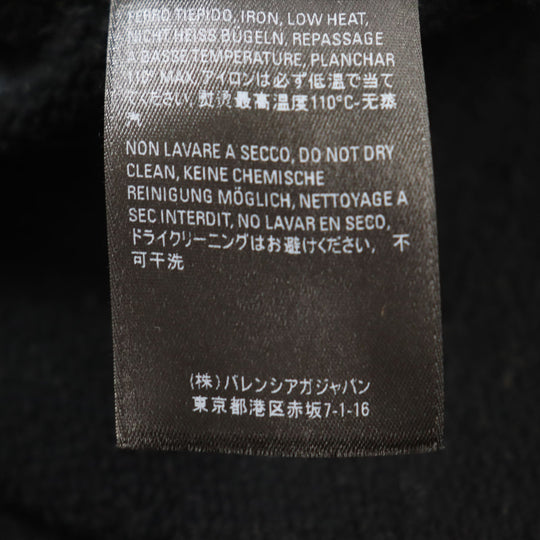 FERRO TIEPIDO, IRON, LOW HEAT,
NICHT HEISS BÜGELN, REPASSAGE
À BASSE TEMPÉRATURE, PLANCHAR
110° MAX, アイロンは必ず低温で当て
てください, 熨烫最高温度110°C-无蒸
汽
NON LAVARE A SECCO, DO NOT DRY
CLEAN, KEINE CHEMISCHE
REINIGUNG MÖGLICH, NETTOYAGE A
SEC INTERDIT, NO LAVAR EN SECO,
ドライクリーニングはお避けください, 不
可干洗
(株) バレンシアガジャパン
東京都港区赤坂7-1-16